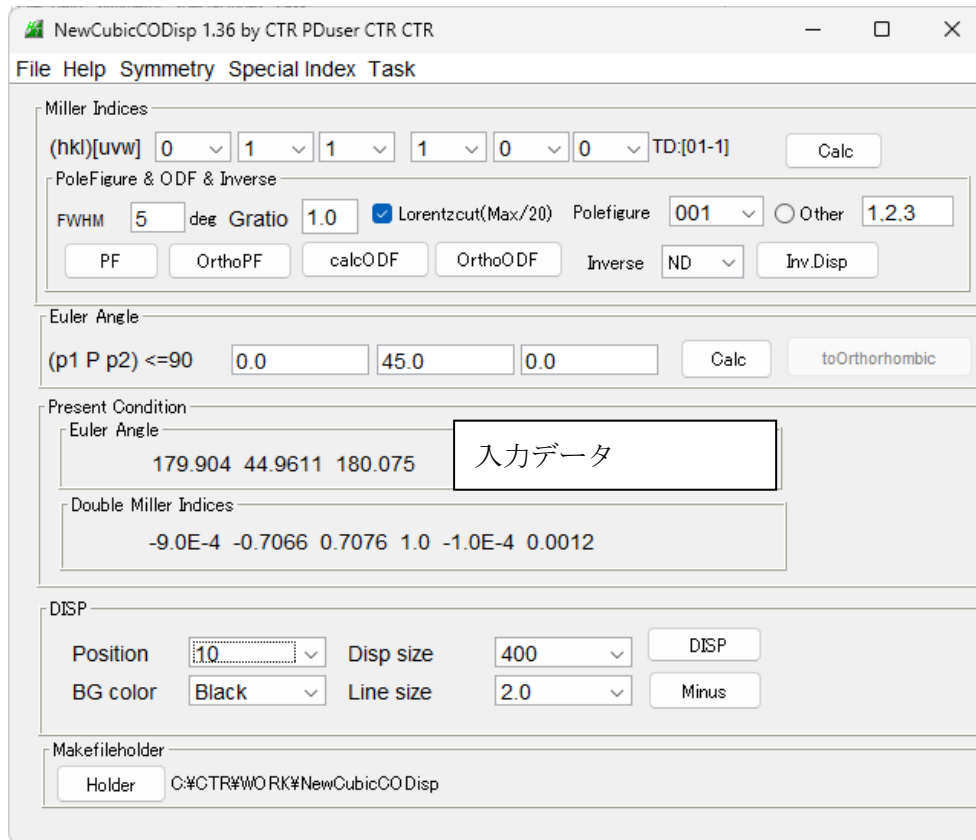 NewCubicCODisp 1.36 by CTR PDuser CTR CTR
File Help Symmetry Special Index Task
Miller Indices
(hkl)[uvw] 0 1 1 1 0 0 TD:[01-1] Calc
PoleFigure & ODF & Inverse
FWHM 5 deg Gratio 1.0 Lorentzcut(Max/20) Polefigure 001 Other 1,2,3
PF OrthoPF calcODF OrthoODF Inverse ND Inv.Disp
Euler Angle
(p1 P p2) <=90 0.0 45.0 0.0 Calc toOrthorhombic
Present Condition
Euler Angle
179.904 44.9611 180.075 入力データ
Double Miller Indices
-9.0E-4 -0.7066 0.7076 1.0 -1.0E-4 0.0012
DISP
Position 10 Disp size 400 DISP
BG color Black Line size 2.0 Minus
Makefileholder
Holder C:¥CTR¥WORK¥NewCubicCODisp